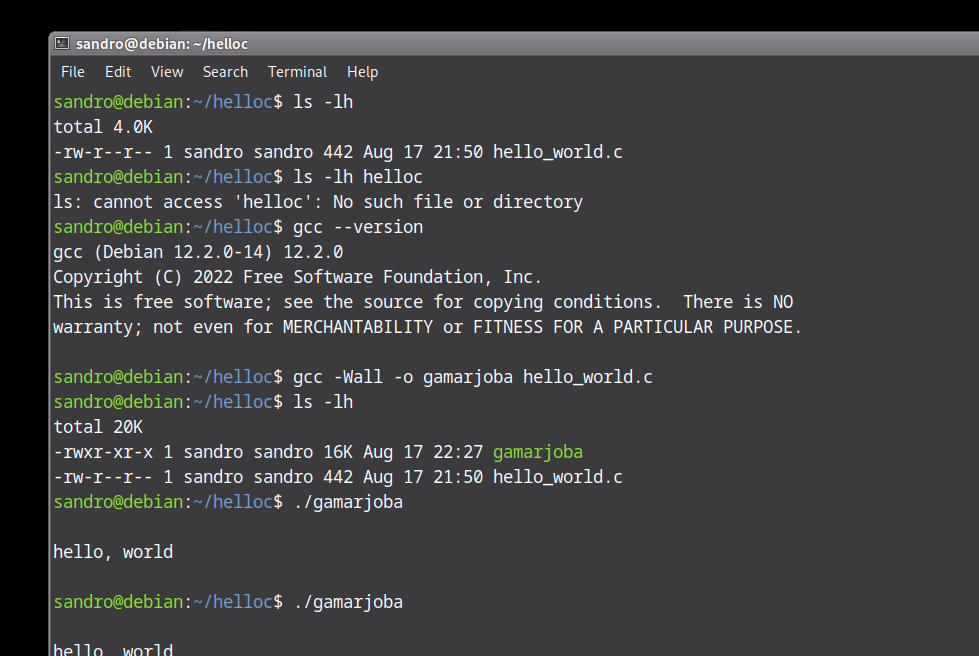 sandro@debian: ~/helloc
File Edit View Search Terminal Help
sandro@debian:~/helloc$ ls -lh
total 4.0K
-rw-r--r-- 1 sandro sandro 442 Aug 17 21:50 hello_world.c
sandro@debian:~/helloc$ ls -lh helloc
ls: cannot access 'helloc': No such file or directory
sandro@debian:~/helloc$ gcc --version
gcc (Debian 12.2.0-14) 12.2.0
Copyright (C) 2022 Free Software Foundation, Inc.
This is free software; see the source for copying conditions.  There is NO
warranty; not even for MERCHANTABILITY or FITNESS FOR A PARTICULAR PURPOSE.
sandro@debian:~/helloc$ gcc -Wall -o gamarjoba hello_world.c
sandro@debian:~/helloc$ ls -lh
total 20K
-rwxr-xr-x 1 sandro sandro 16K Aug 17 22:27 gamarjoba
-rw-r--r-- 1 sandro sandro 442 Aug 17 21:50 hello_world.c
sandro@debian:~/helloc$ ./gamarjoba
hello, world
sandro@debian:~/helloc$ ./gamarjoba
hello, world